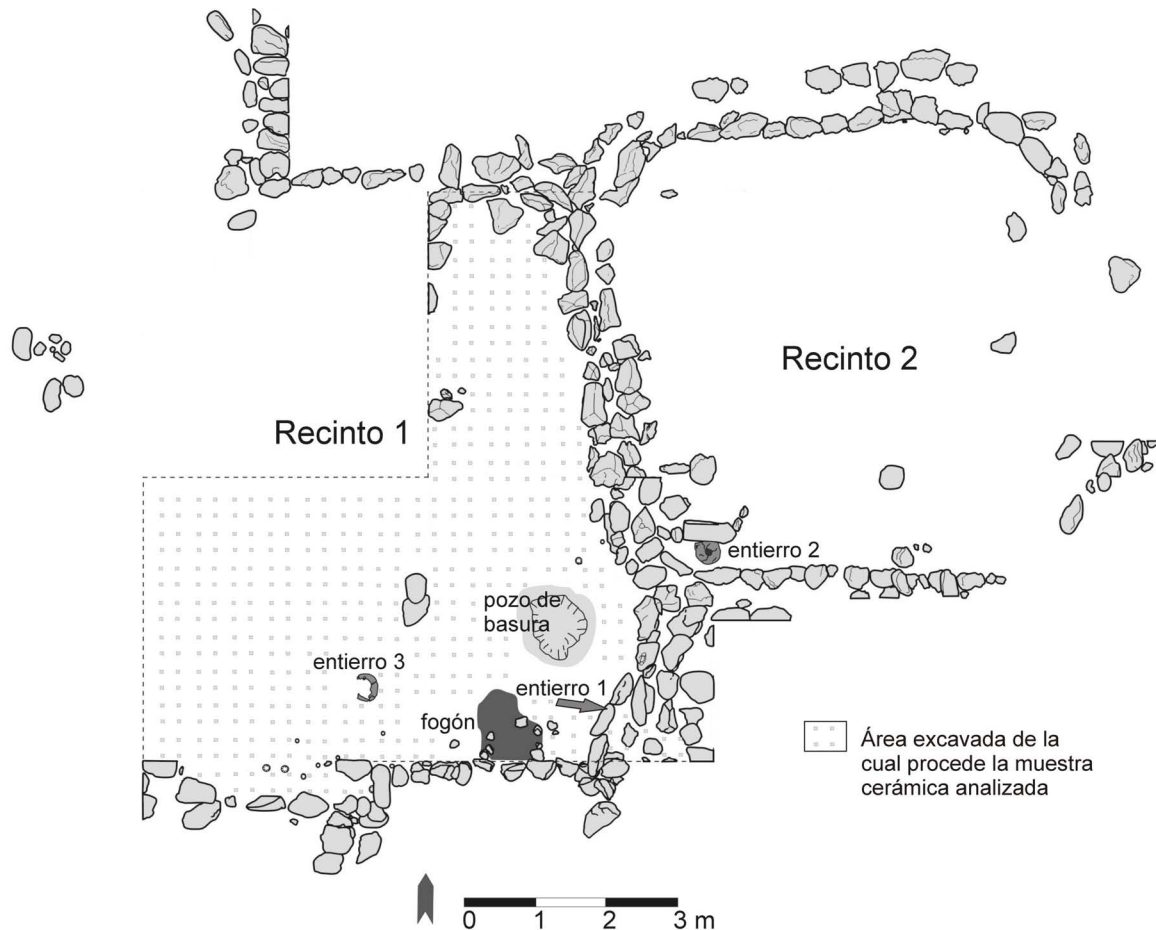 Recinto 2
Recinto 1
entierro 2
pozo de
basura
entierro 3
entierro 1
fogón
Área excavada de la
cual procede la muestra
cerámica analizada
0 1 2 3 m